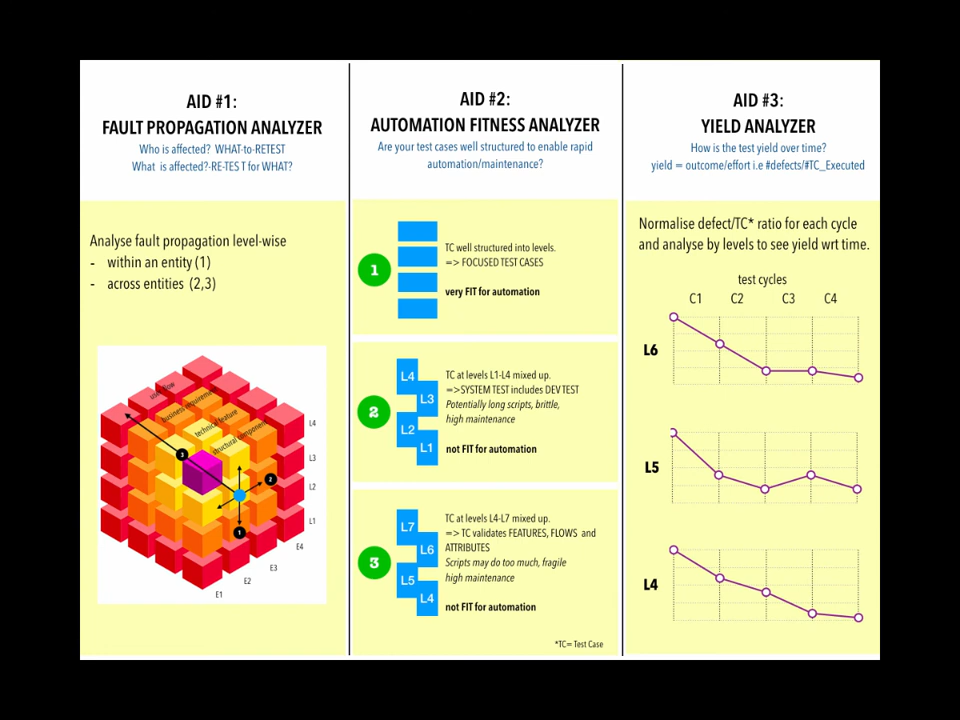 AID #1:
FAULT PROPAGATION ANALYZER
Who is affected? WHAT-to-RETEST
What is affected?-RE-TES T for WHAT?
Analyse fault propagation level-wise
- within an entity (1)
- across entities (2,3)
user flow
business requirement
technical feature
structural component
3
2
1
L4
L3
L2
L1
E4
E3
E2
E1
AID #2:
AUTOMATION FITNESS ANALYZER
Are your test cases well structured to enable rapid
automation/maintenance?
1
TC well structured into levels.
=> FOCUSED TEST CASES
very FIT for automation
2
L4
L3
L2
L1
TC at levels L1-L4 mixed up.
=>SYSTEM TEST includes DEV TEST
Potentially long scripts, brittle,
high maintenance
not FIT for automation
3
L7
L6
L5
L4
TC at levels L4-L7 mixed up.
=> TC validates FEATURES, FLOWS and
ATTRIBUTES
Scripts may do too much, fragile
high maintenance
not FIT for automation
*TC= Test Case
AID #3:
YIELD ANALYZER
How is the test yield over time?
yield = outcome/effort i.e #defects/#TC_Executed
Normalise defect/TC* ratio for each cycle
and analyse by levels to see yield wrt time.
test cycles
C1 C2 C3 C4
L6
L5
L4